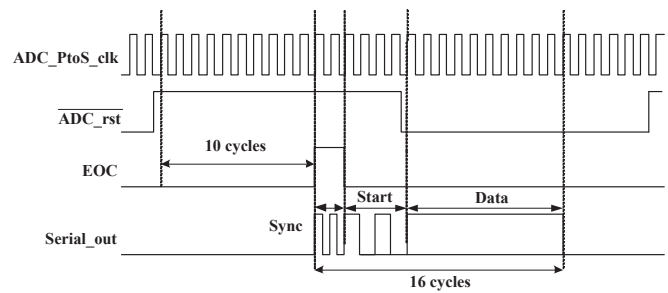 ADC_PtoS_clk
ADC_rst
10 cycles
EOC
Start
Data
Sync
Serial_out
16 cycles